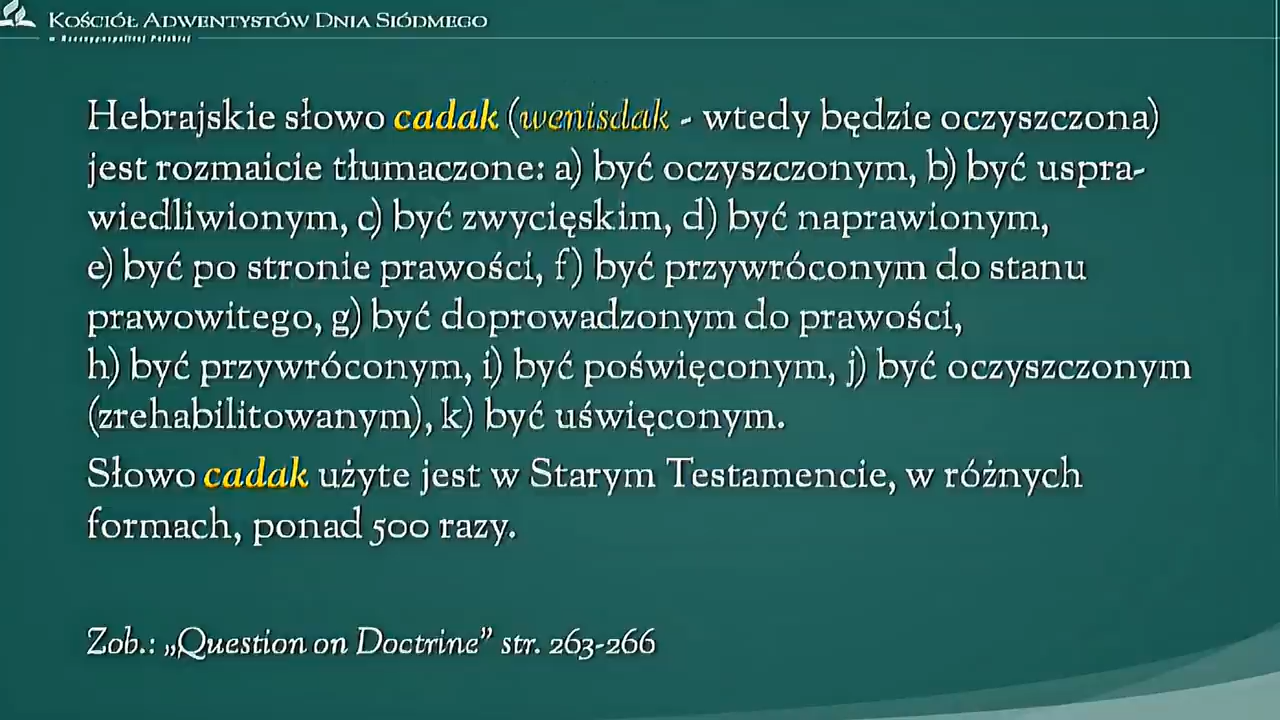 Kościół Adwentystów Dnia Siódmego
w Rzeczypospolitej Polskiej
Hebrajskie słowo cadak (wenisdak - wtedy będzie oczyszczona)
jest rozmaicie tłumaczone: a) być oczyszczonym, b) być uspra-
wiedliwionym, c) być zwycięskim, d) być naprawionym,
e) być po stronie prawości, f) być przywróconym do stanu
prawowitego, g) być doprowadzonym do prawości,
h) być przywróconym, i) być poświęconym, j) być oczyszczonym
(zrehabilitowanym), k) być uświęconym.
Słowo cadak użyte jest w Starym Testamencie, w różnych
formach, ponad 500 razy.
Zob.: „Question on Doctrine” str. 263-266